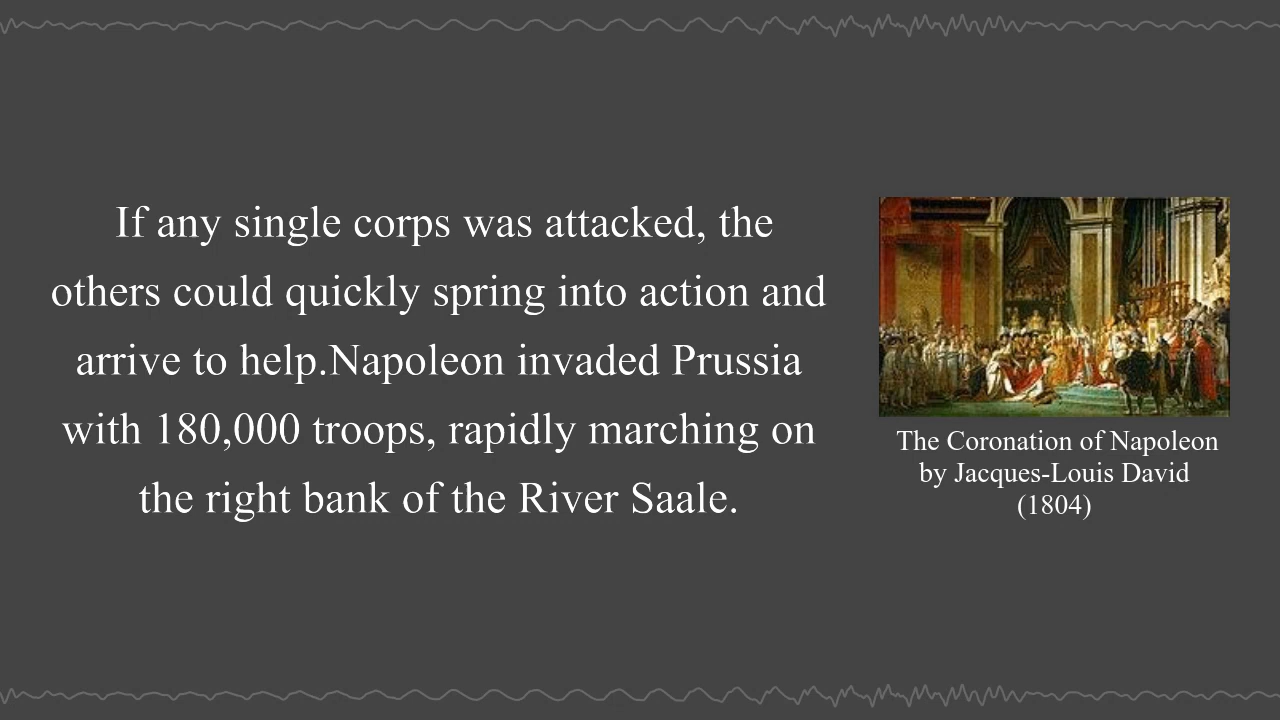 If any single corps was attacked, the
others could quickly spring into action and
arrive to help.Napoleon invaded Prussia
with 180,000 troops, rapidly marching on
the right bank of the River Saale.
The Coronation of Napoleon
by Jacques-Louis David
(1804)